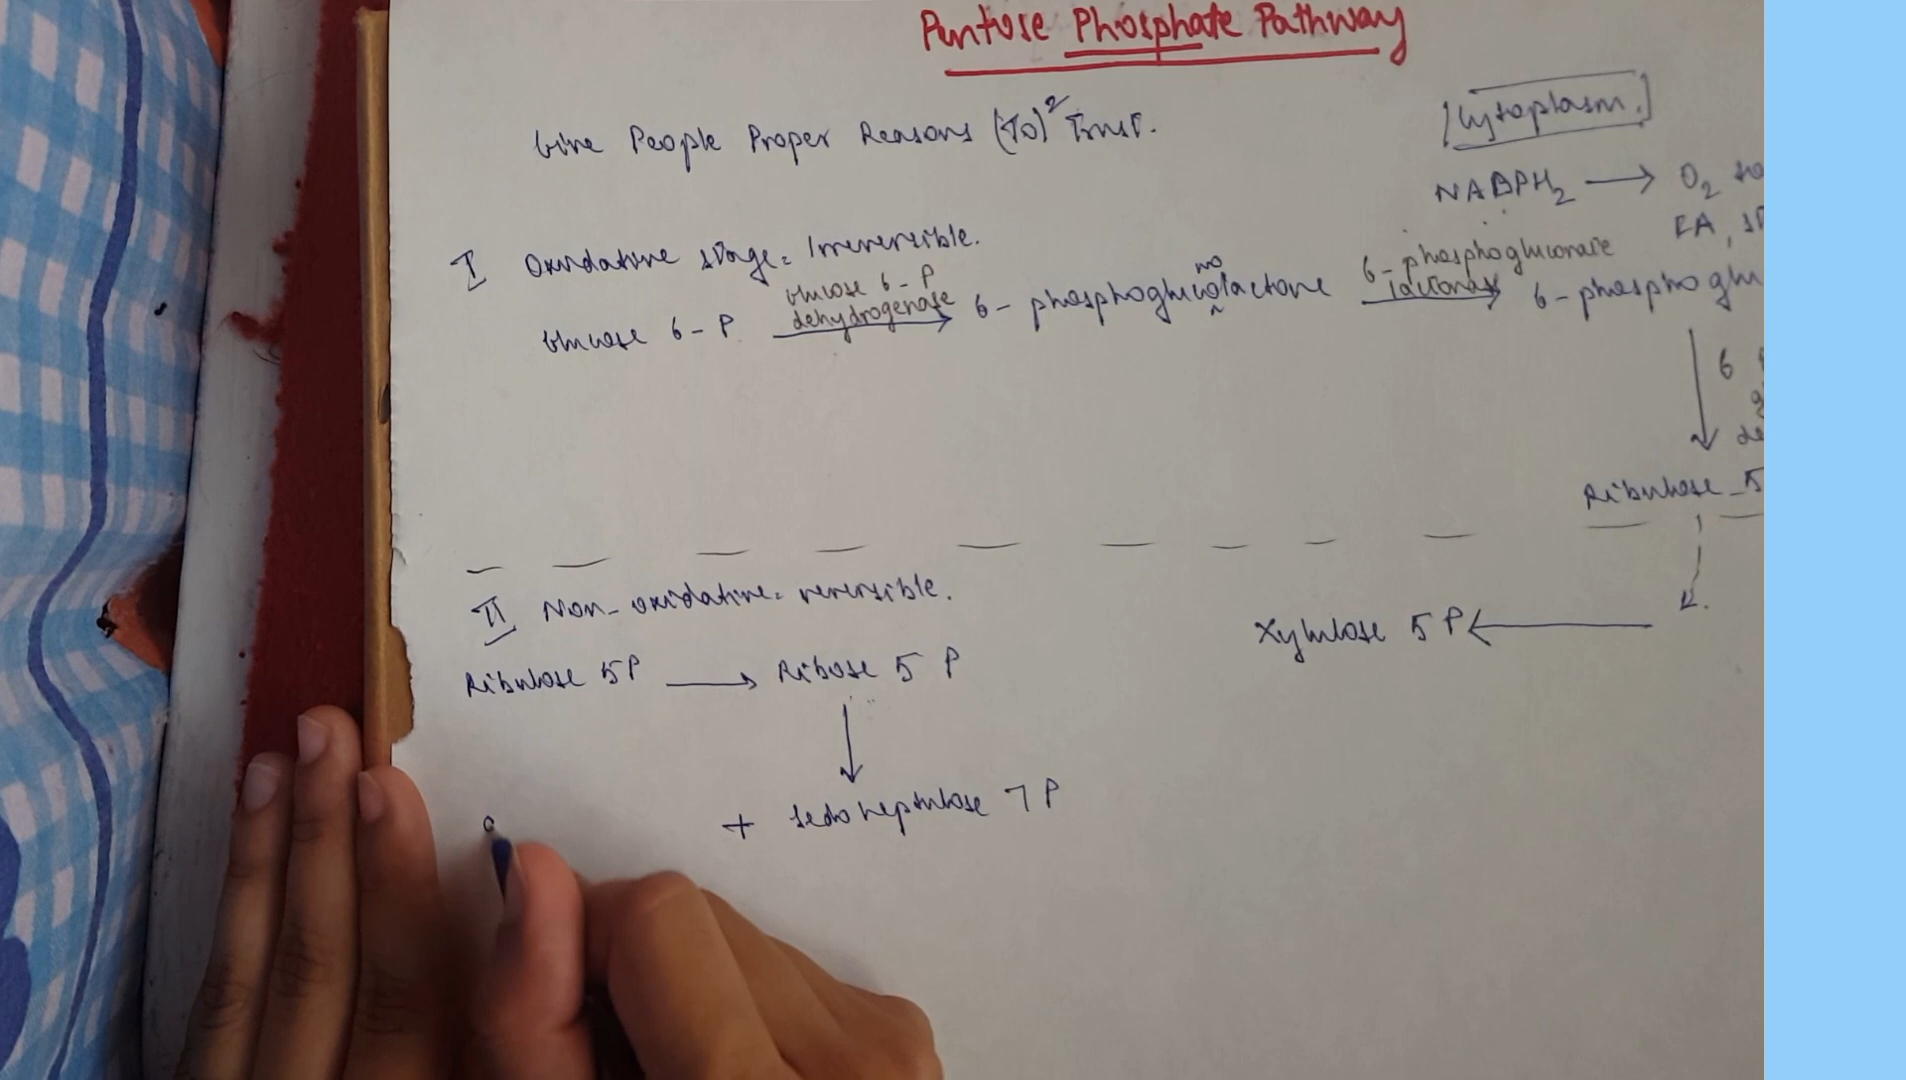 Pentose Phosphate Pathway
Give People Proper Reasons (To)² Trust.
Cytoplasm.
NADPH₂ → O₂
FA,
I Oxidative stage = Irreversible.
Glucose 6-P
Glucose 6-P dehydrogenase →
6-phosphogluco^nolactone
6-phosphogluconate lactonase →
6-phosphoglu
↓ 6
Ribulose-5
II Non-oxidative = reversible.
Ribulose 5P → Ribose 5 P
Xylulose 5 P ←
↓
+ Sedoheptulose 7 P